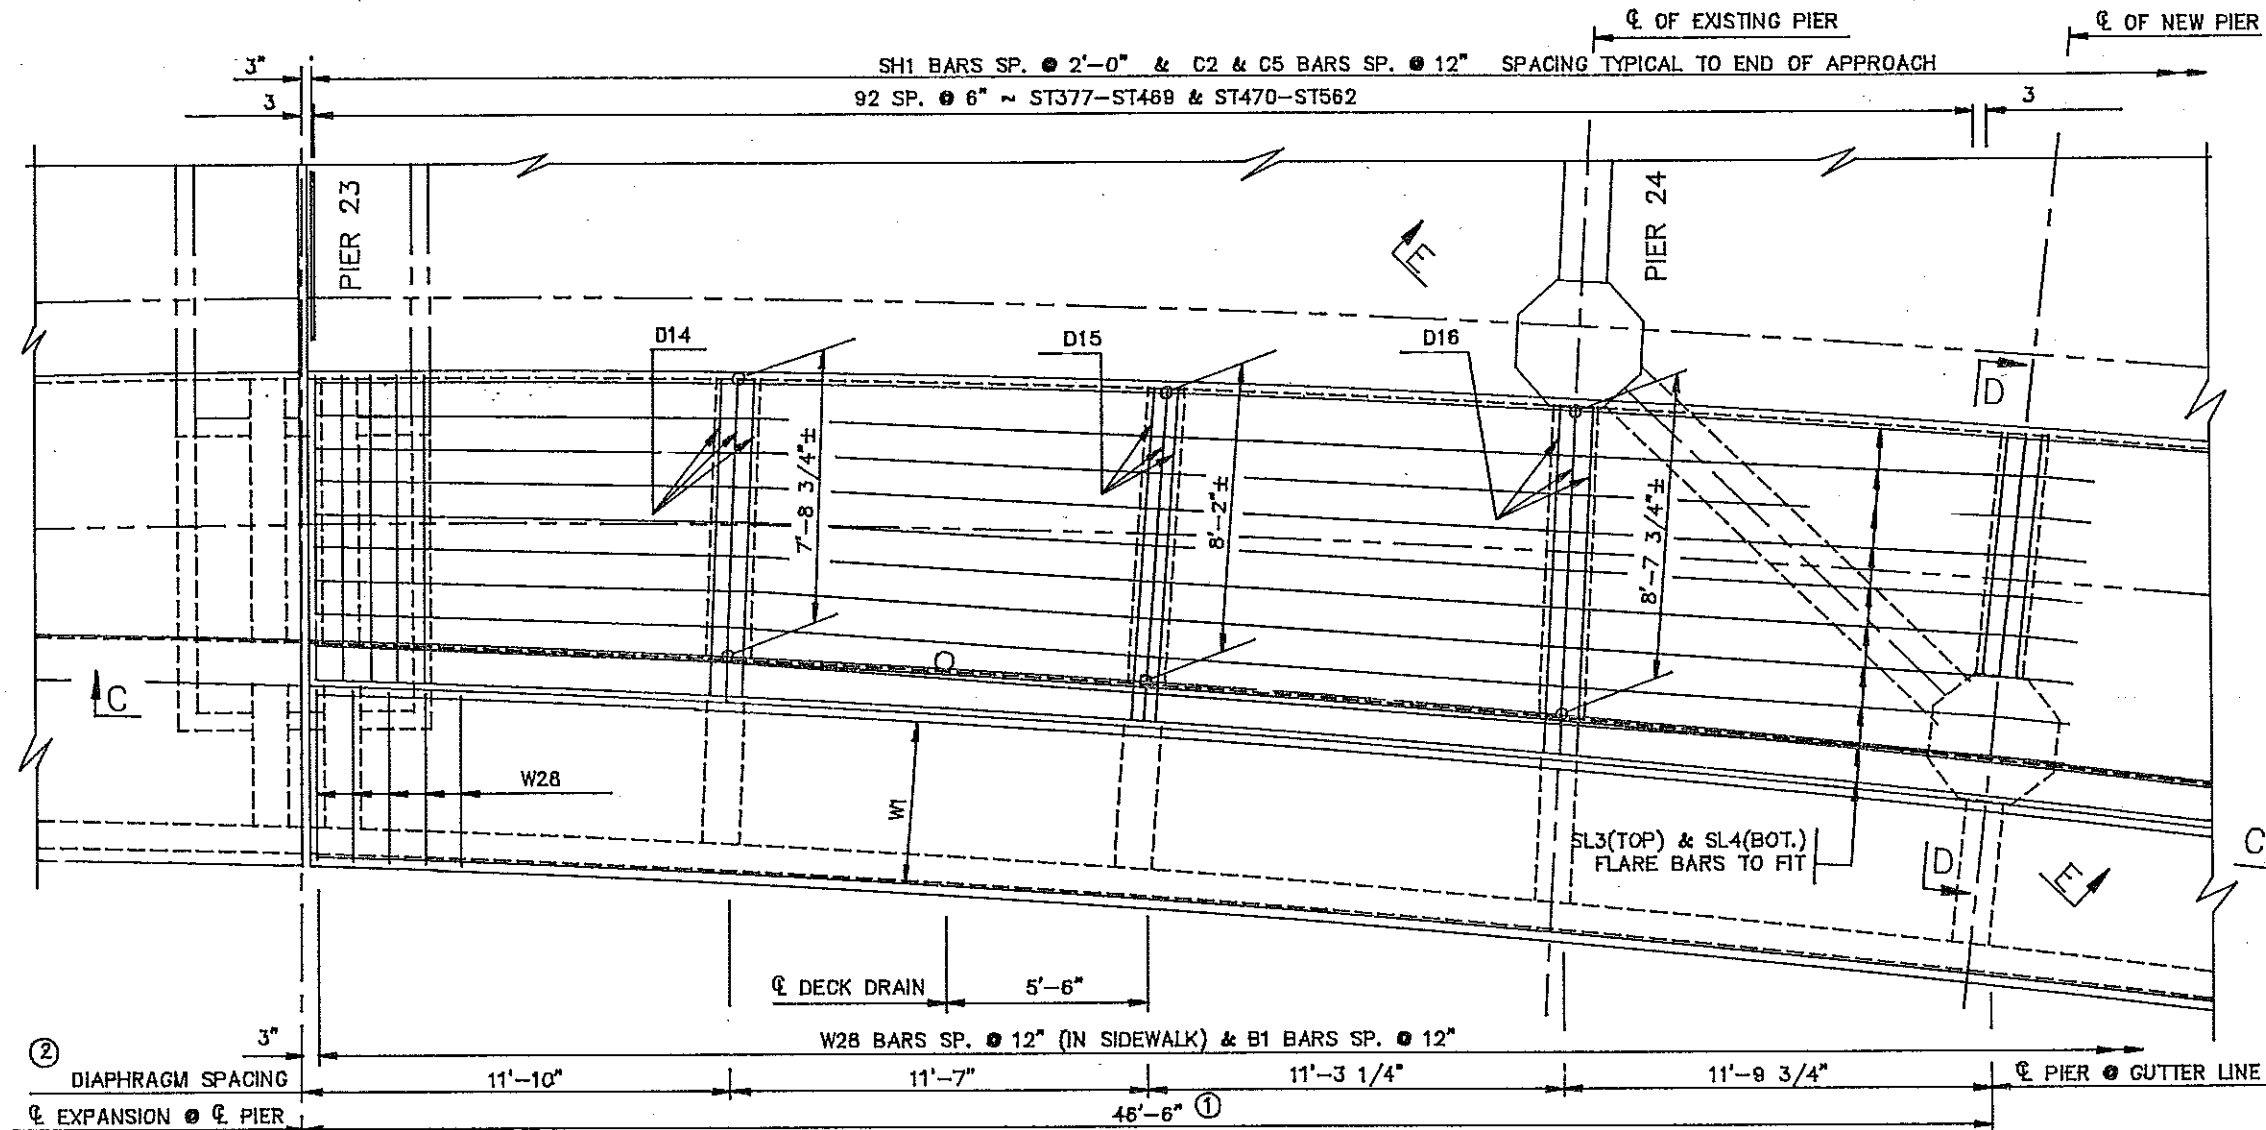 ℄ OF EXISTING PIER
℄ OF NEW PIER
3"
SH1 BARS SP. @ 2'-0" & C2 & C5 BARS SP. @ 12" SPACING TYPICAL TO END OF APPROACH
3
92 SP. @ 6" ~ ST377-ST469 & ST470-ST562
3
PIER 23
PIER 24
E
D14
D15
D16
D
7'-8 3/4"±
8'-2"±
8'-7 3/4"±
C
W28
W1
SL3(TOP) & SL4(BOT.)
FLARE BARS TO FIT
D
E
C
℄ DECK DRAIN
5'-6"
3"
W28 BARS SP. @ 12" (IN SIDEWALK) & B1 BARS SP. @ 12"
②
DIAPHRAGM SPACING
11'-10"
11'-7"
11'-3 1/4"
11'-9 3/4"
℄ PIER @ GUTTER LINE
℄ EXPANSION @ ℄ PIER
46'-6" ①